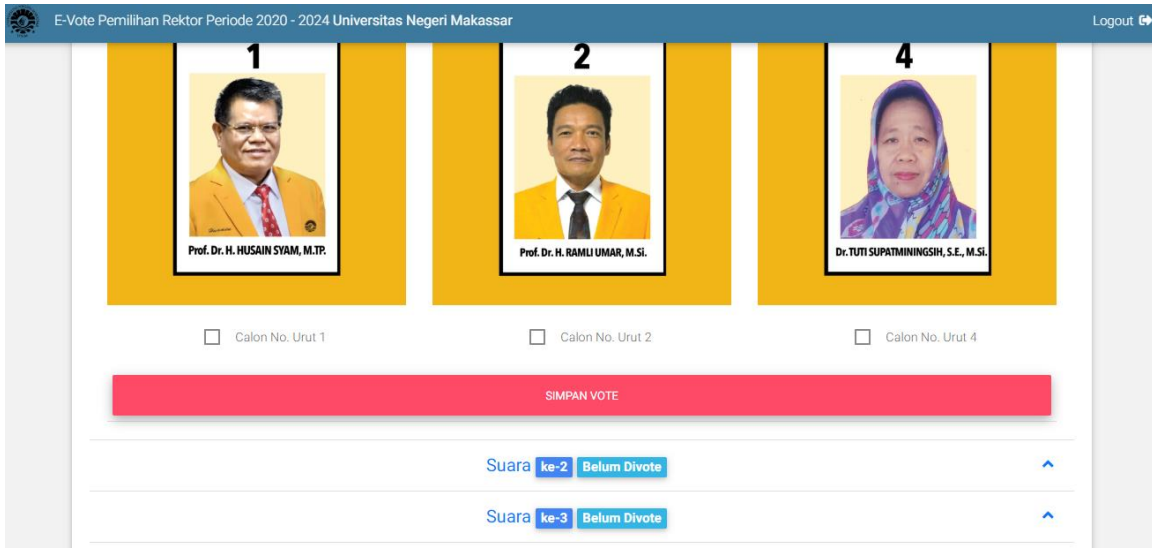 E-Vote Pemilihan Rektor Periode 2020 - 2024 Universitas Negeri Makassar
Logout
1
2
4
Prof. Dr. H. HUSAIN SYAM, M.TP.
Prof. Dr. H. RAMLI UMAR, M.Si.
Dr. TUTI SUPATMININGSIH, S.E., M.Si.
Calon No. Urut 1
Calon No. Urut 2
Calon No. Urut 4
SIMPAN VOTE
Suara ke-2 Belum Divote
Suara ke-3 Belum Divote